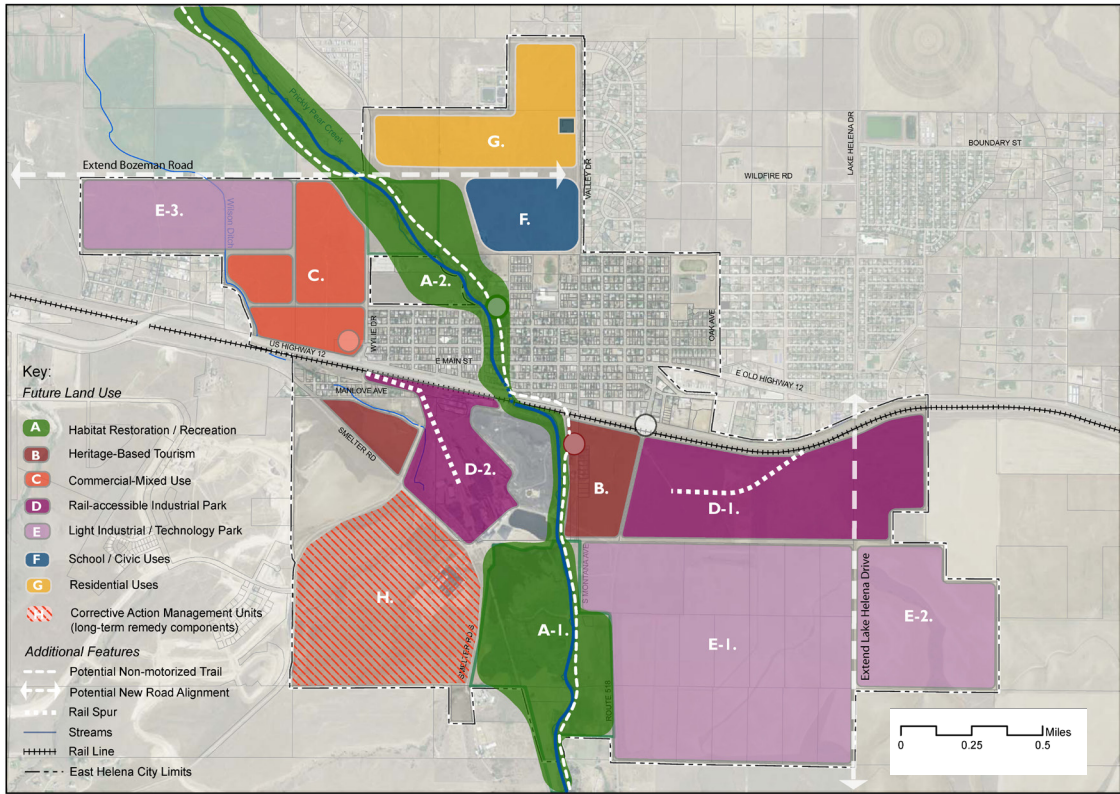 Prickly Pear Creek
G.
BOUNDARY ST
LAKE HELENA DR
Extend Bozeman Road
WILDFIRE RD
VALLEY DR
E-3.
Wilson Ditch
F.
C.
A-2.
WYLIE DR
OAK AVE
US HIGHWAY 12
E MAIN ST
E OLD HIGHWAY 12
MANLOVE AVE
SMELTER RD
D-2.
B.
D-1.
S MONTANA AVE
H.
A-1.
E-1.
E-2.
Extend Lake Helena Drive
SMELTER RD S
ROUTE 518
Key:
Future Land Use
A Habitat Restoration / Recreation
B Heritage-Based Tourism
C Commercial-Mixed Use
D Rail-accessible Industrial Park
E Light Industrial / Technology Park
F School / Civic Uses
G Residential Uses
H Corrective Action Management Units
(long-term remedy components)
Additional Features
Potential Non-motorized Trail
Potential New Road Alignment
Rail Spur
Streams
Rail Line
East Helena City Limits
Miles
0 0.25 0.5